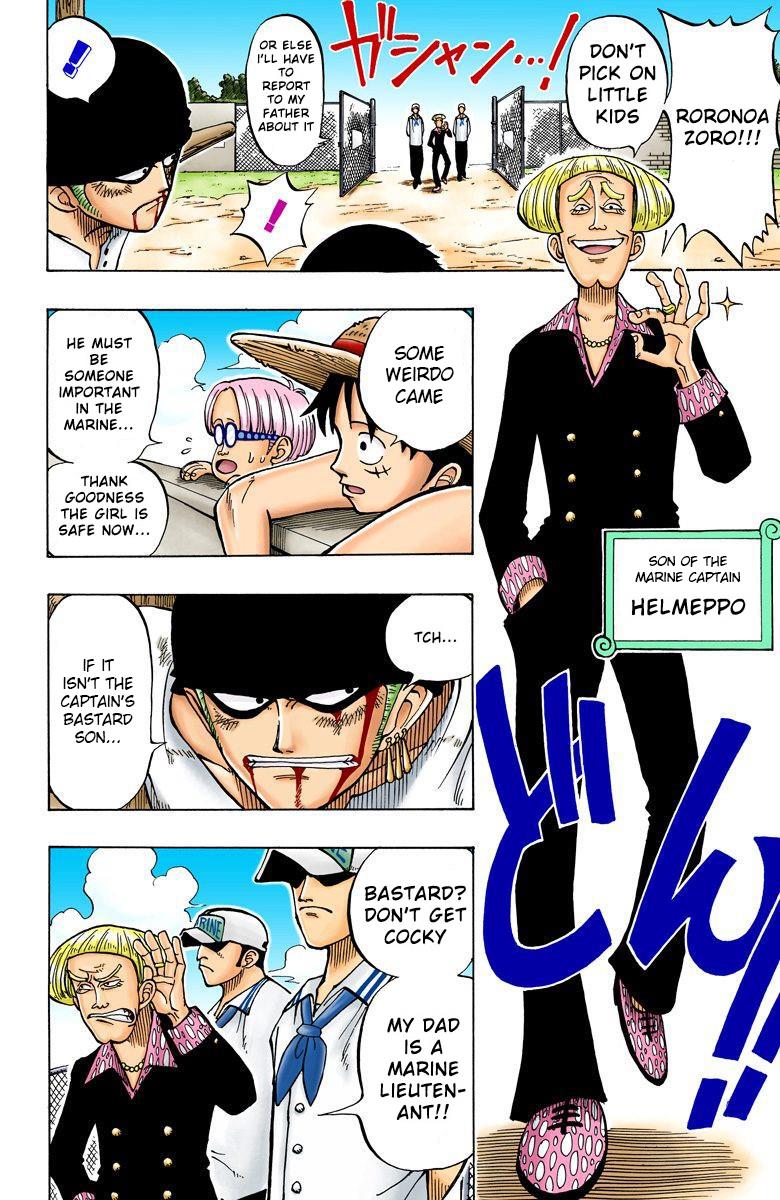 RORONOA
ZORO!!!
DON'T
PICK ON
LITTLE
KIDS
ガシャン…!
OR ELSE
I'LL HAVE
TO
REPORT
TO MY
FATHER
ABOUT IT
!
!
SON OF THE
MARINE CAPTAIN
HELMEPPO
どん!!
SOME
WEIRDO
CAME
HE MUST
BE
SOMEONE
IMPORTANT
IN THE
MARINE...
THANK
GOODNESS
THE GIRL IS
SAFE NOW...
TCH...
IF IT
ISN'T THE
CAPTAIN'S
BASTARD
SON...
BASTARD?
DON'T GET
COCKY
RINE
MY DAD
IS A
MARINE
LIEUTEN-
ANT!!